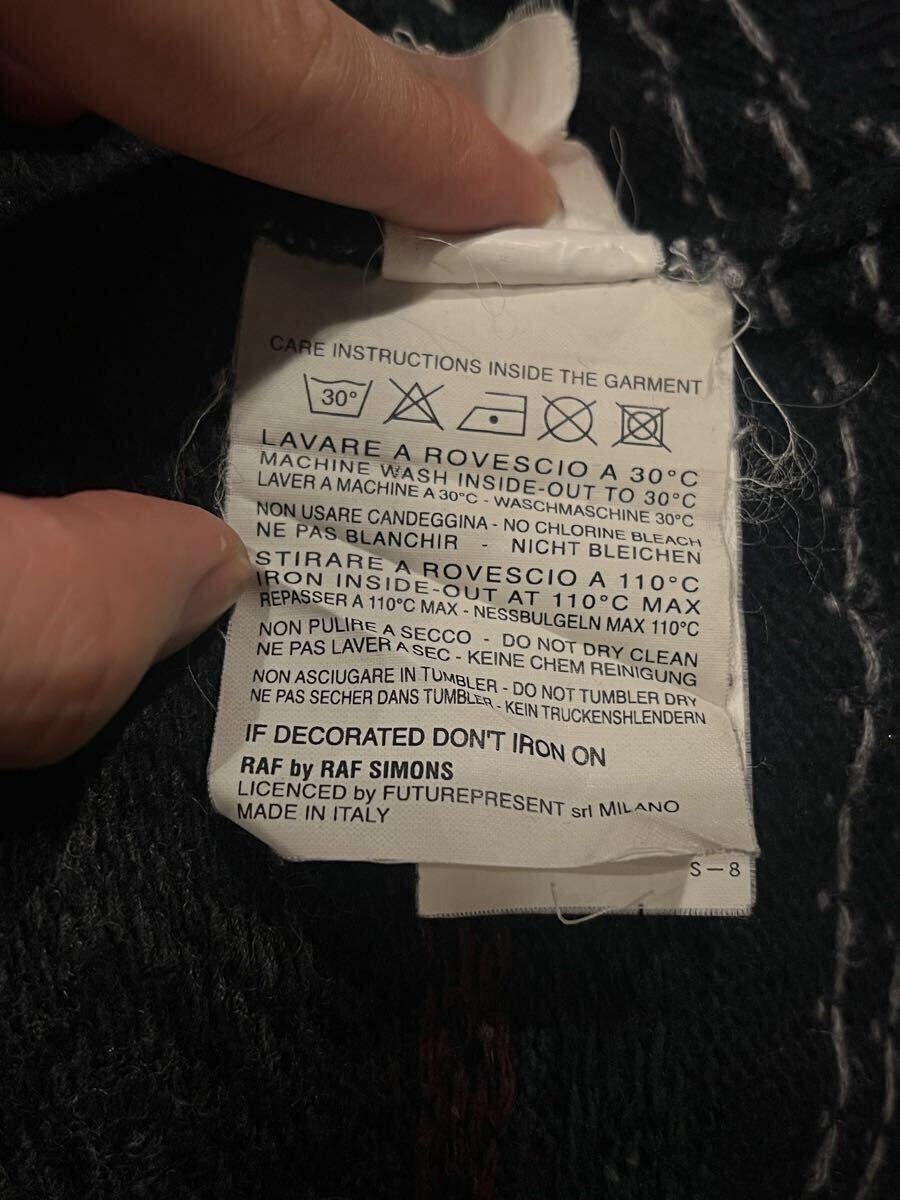 CARE INSTRUCTIONS INSIDE THE GARMENT
30°
LAVARE A ROVESCIO A 30°C
MACHINE WASH INSIDE-OUT TO 30°C
LAVER A MACHINE A 30°C - WASCHMASCHINE 30°C
NON USARE CANDEGGINA - NO CHLORINE BLEACH
NE PAS BLANCHIR - NICHT BLEICHEN
STIRARE A ROVESCIO A 110°C
IRON INSIDE-OUT AT 110°C MAX
REPASSER A 110°C MAX - NESSBULGELN MAX 110°C
NON PULIRE A SECCO - DO NOT DRY CLEAN
NE PAS LAVER A SEC - KEINE CHEM REINIGUNG
NON ASCIUGARE IN TUMBLER - DO NOT TUMBLER DRY
NE PAS SECHER DANS TUMBLER - KEIN TRUCKENSHLENDERN
IF DECORATED DON'T IRON ON
RAF by RAF SIMONS
LICENCED by FUTUREPRESENT srl MILANO
MADE IN ITALY
S-8